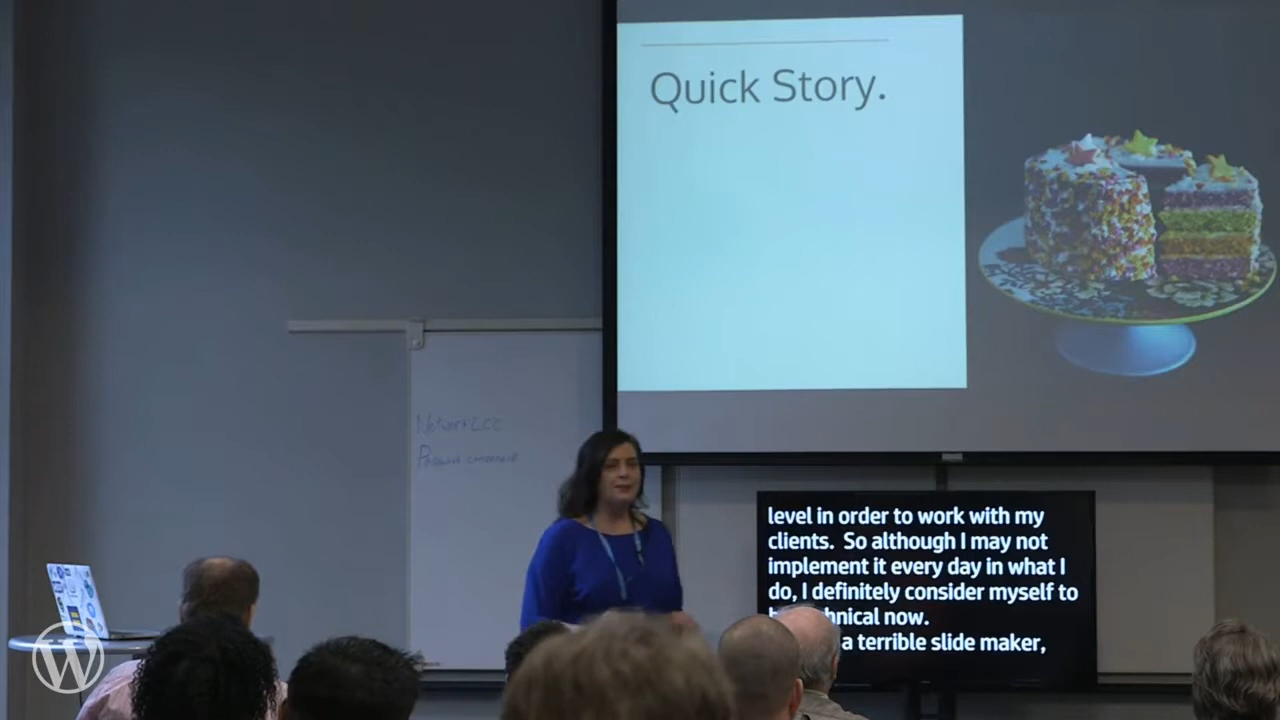 Quick Story.
level in order to work with my
clients.  So although I may not
implement it every day in what I
do, I definitely consider myself to
now.
a terrible slide maker,